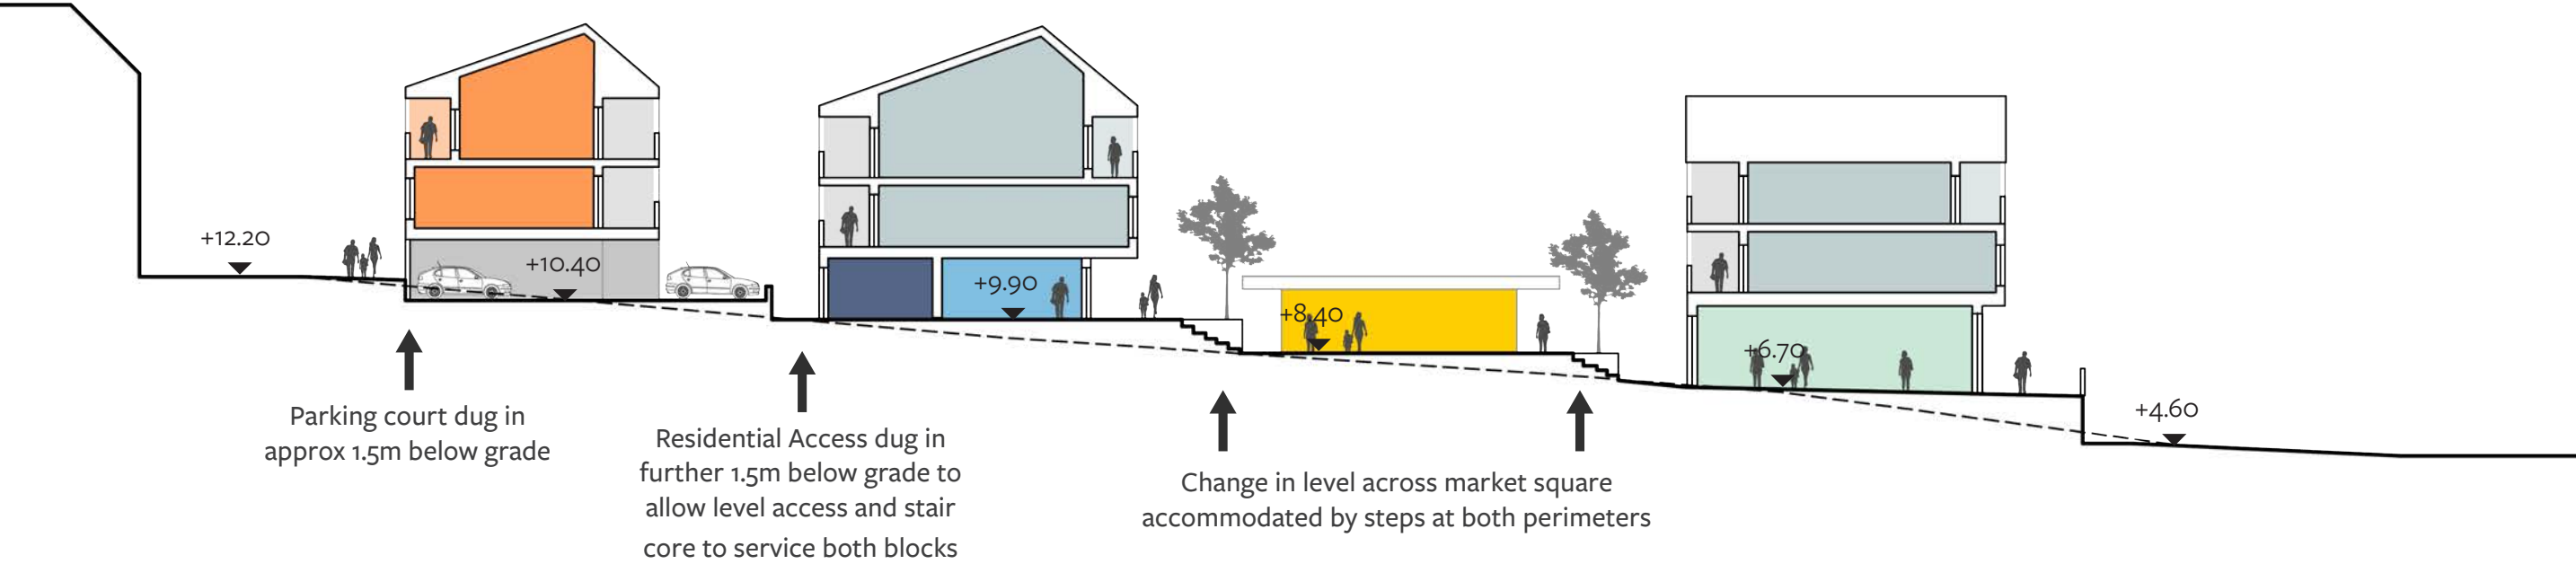 +12.20
+10.40
+9.90
+8.40
+6.70
+4.60
Parking court dug in
approx 1.5m below grade
Residential Access dug in
further 1.5m below grade to
allow level access and stair
core to service both blocks
Change in level across market square
accommodated by steps at both perimeters